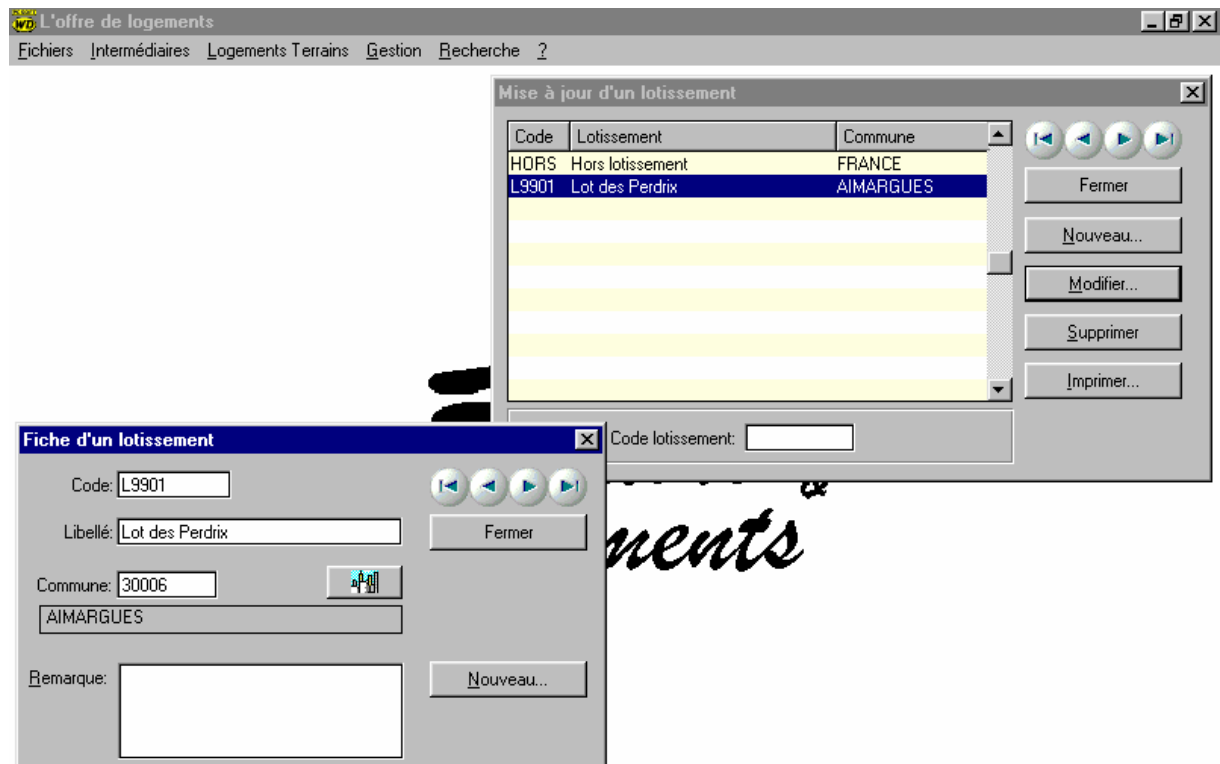 L'offre de logements
Fichiers Intermédiaires Logements Terrains Gestion Recherche ?
Mise à jour d'un lotissement
Code Lotissement Commune
HORS Hors lotissement FRANCE
L9901 Lot des Perdrix AIMARGUES
Fermer
Nouveau...
Modifier...
Supprimer
Imprimer...
Code lotissement:
Fiche d'un lotissement
Code: L9901
Libellé: Lot des Perdrix
Fermer
Commune: 30006
AIMARGUES
Remarque:
Nouveau...
&
ments